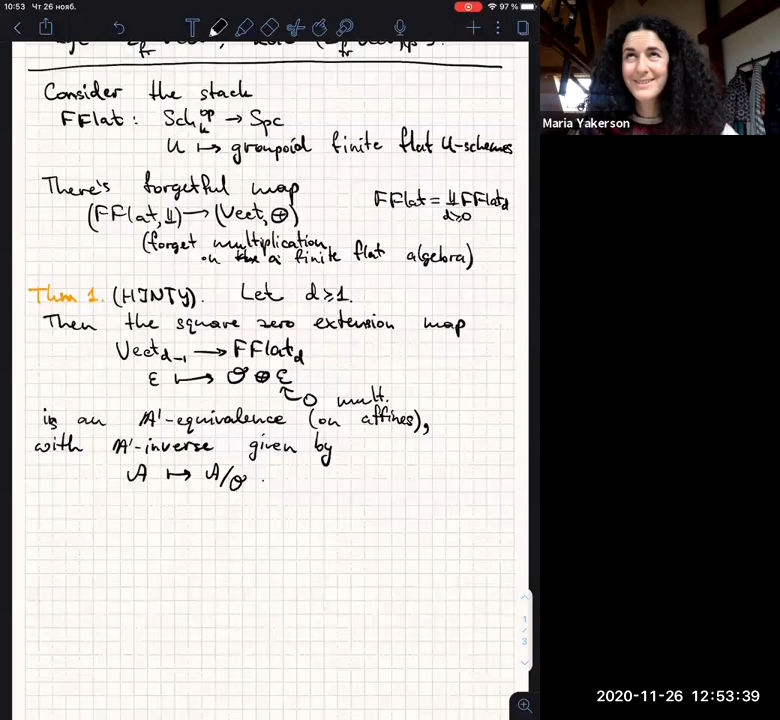 10:53 Чт 26 нояб.
97 %
Consider the stack
FFlat : Sch_k^op → Spc
U ↦ groupoid finite flat U-schemes
There's forgetful map
(FFlat, ⨿) → (Vect, ⊕)
FFlat = ⨿ FFlat_d
d≥0
(forget multiplication
on a finite flat algebra)
Thm 1. (HJNTY). Let d ≥ 1.
Then the square zero extension map
Vect_{d-1} → FFlat_d
ℰ ↦ 𝒪 ⊕ ℰ
0 mult.
is an A¹-equivalence (on affines),
with A¹-inverse given by
𝒜 ↦ 𝒜/𝒪 .
Maria Yakerson
1
/
3
2020-11-26 12:53:39